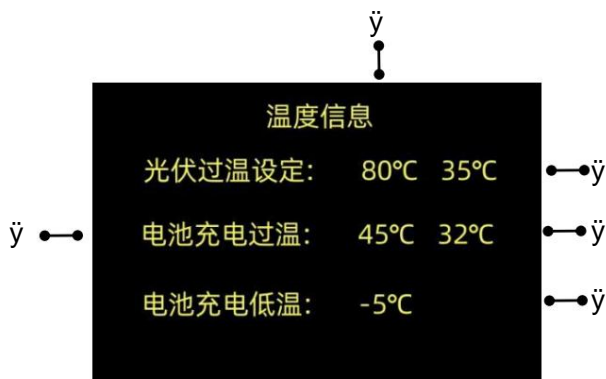 ÿ
温度信息
光伏过温设定: 80℃ 35℃ ÿ
ÿ
电池充电过温: 45℃ 32℃ ÿ
电池充电低温: -5℃ ÿ